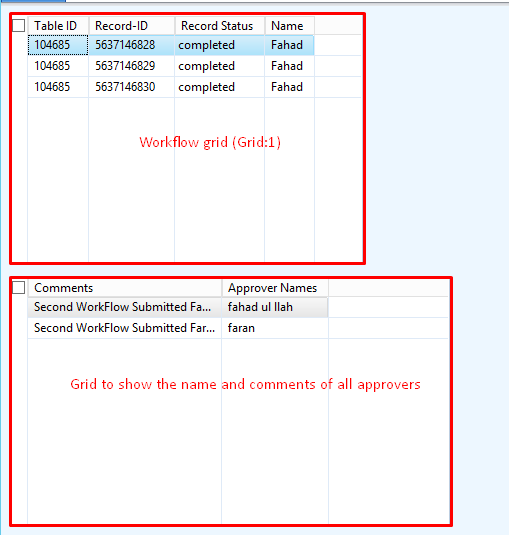 Table ID Record-ID Record Status Name
104685 5637146828 completed Fahad
104685 5637146829 completed Fahad
104685 5637146830 completed Fahad
Workflow grid (Grid:1)
Comments Approver Names
Second WorkFlow Submitted Fa... fahad ul llah
Second WorkFlow Submitted Far... faran
Grid to show the name and comments of all approvers